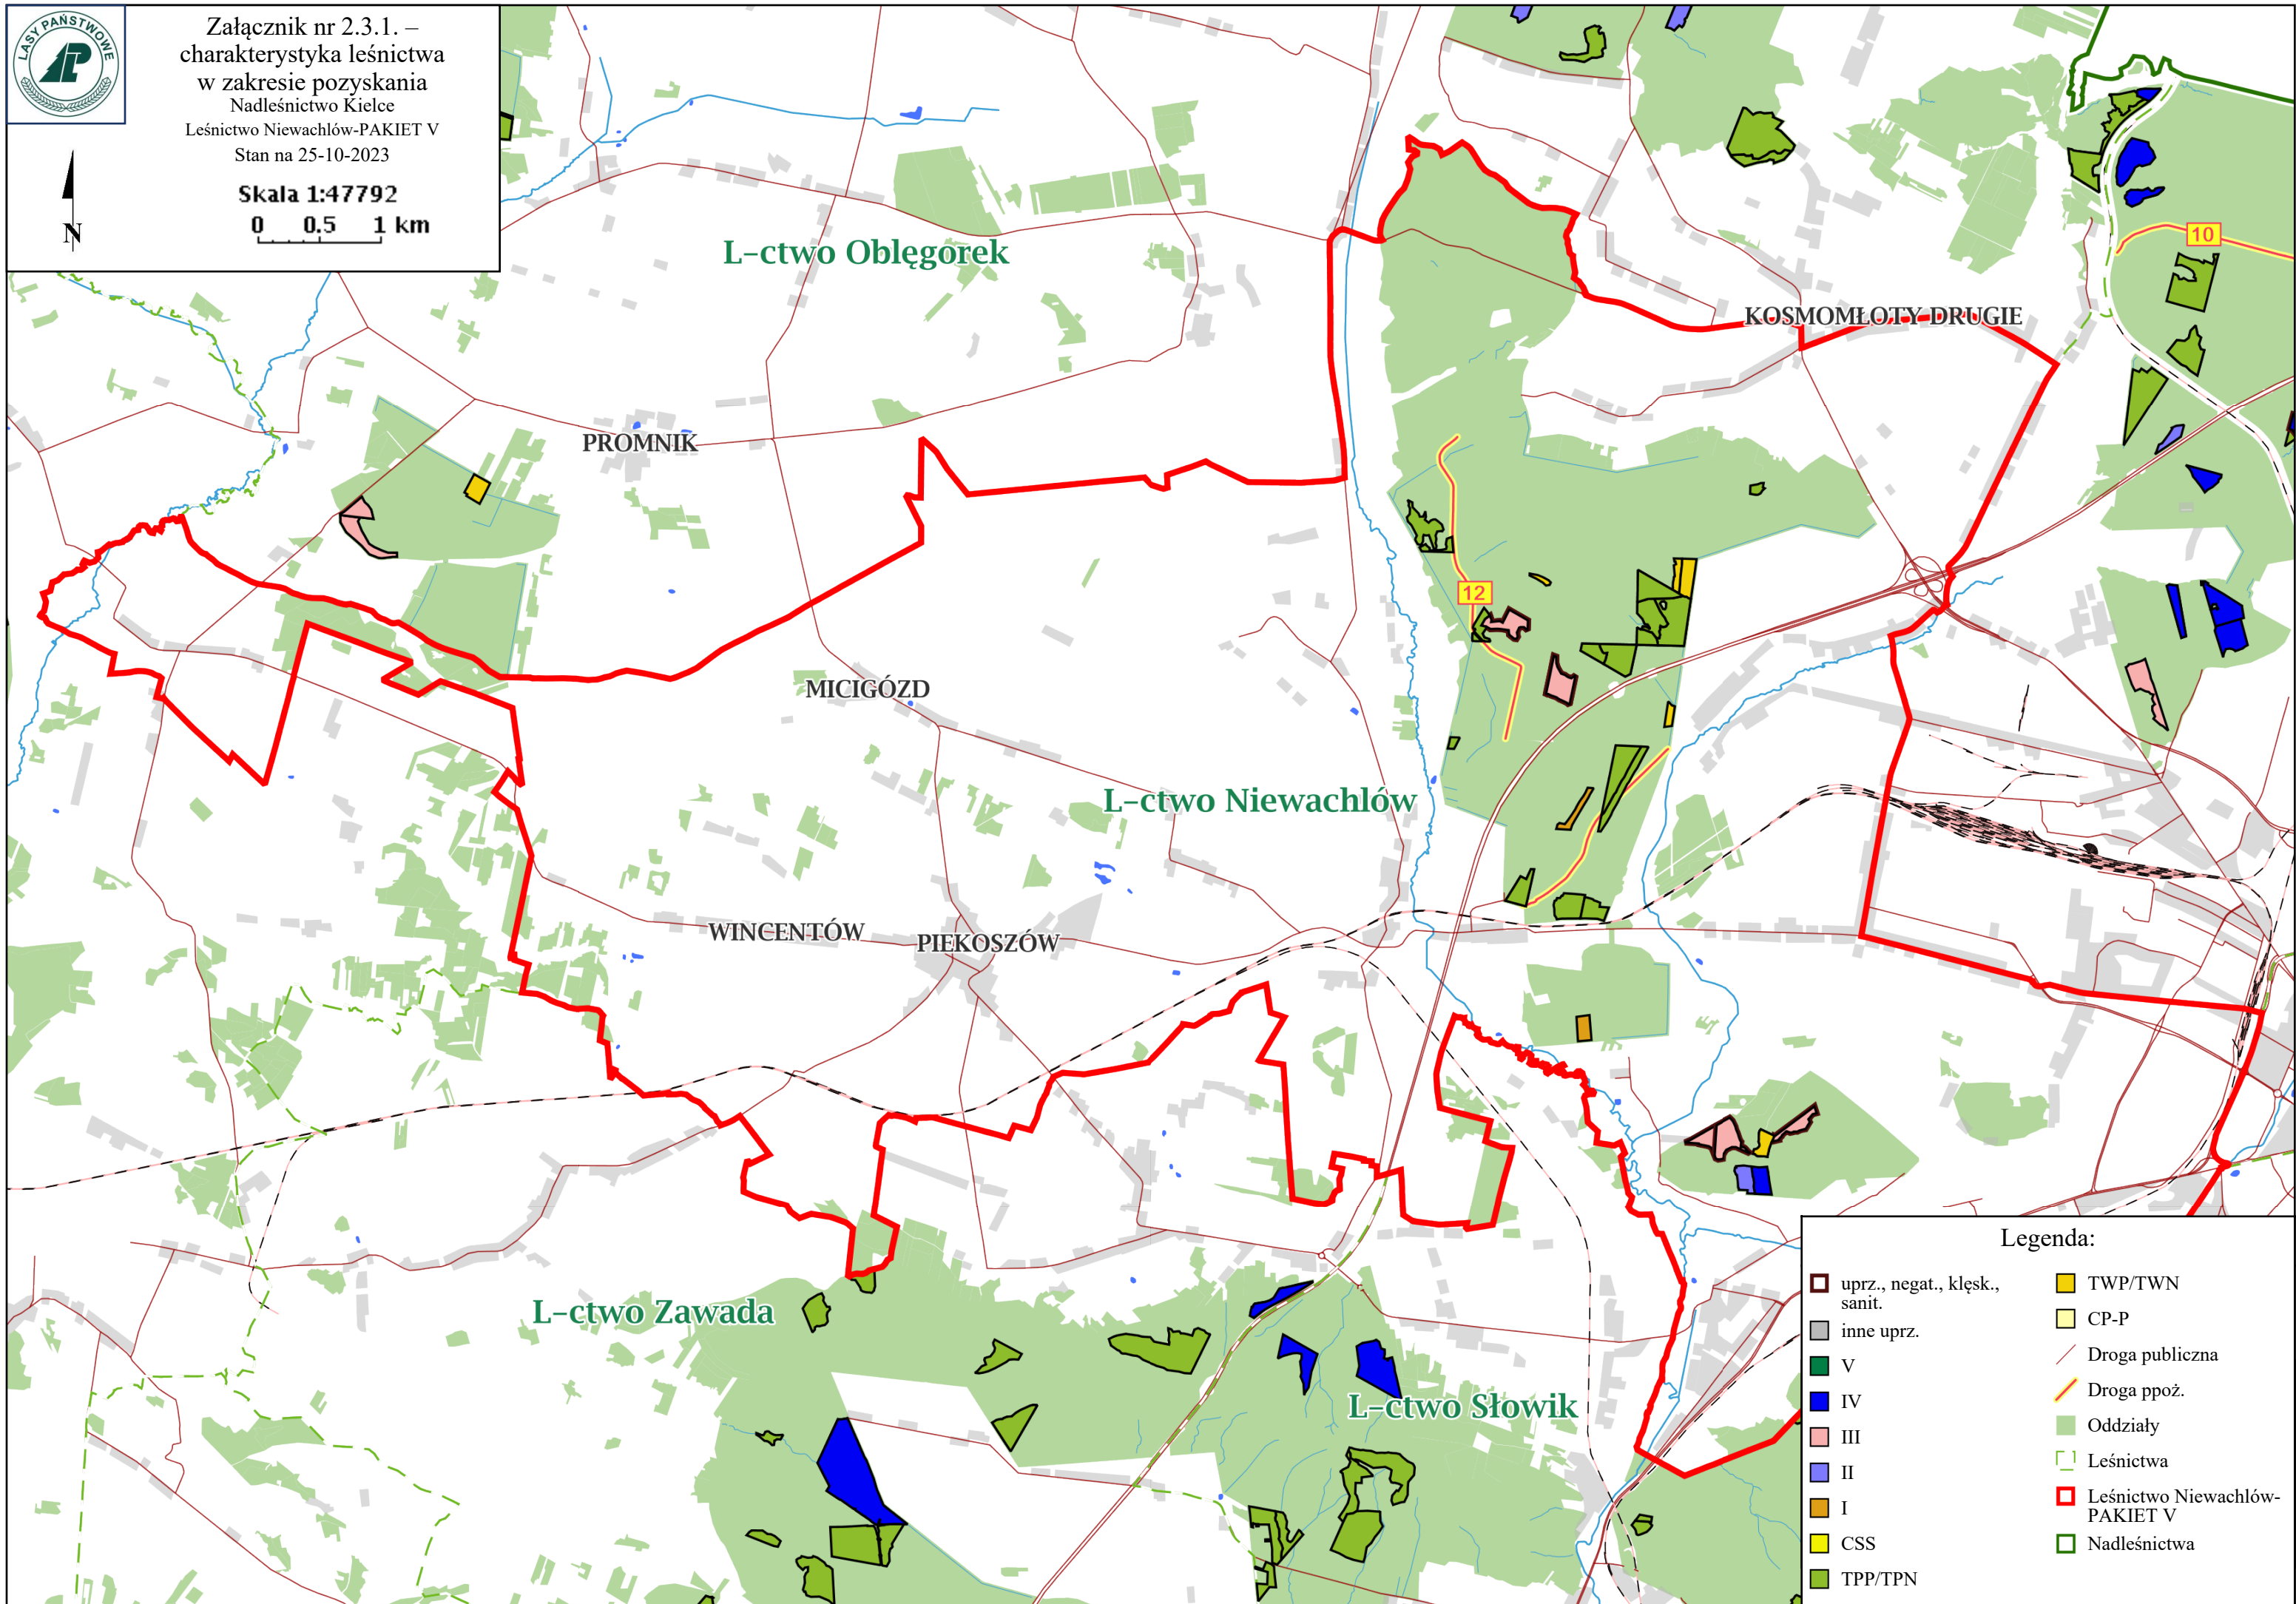 LASY PAŃSTWOWE
Załącznik nr 2.3.1. –
charakterystyka leśnictwa
w zakresie pozyskania
Nadleśnictwo Kielce
Leśnictwo Niewachlów-PAKIET V
Stan na 25-10-2023
Skala 1:47792
0 0.5 1 km
N
10
L-ctwo Oblęgorek
KOSMOMŁOTY DRUGIE
PROMNIK
12
MICIGÓZD
L-ctwo Niewachlów
WINCENTÓW
PIEKOSZÓW
L-ctwo Zawada
L-ctwo Słowik
Legenda:
uprz., negat., klęsk.,
sanit.
inne uprz.
V
IV
III
II
I
CSS
TPP/TPN
TWP/TWN
CP-P
Droga publiczna
Droga ppoż.
Oddziały
Leśnictwa
Leśnictwo Niewachlów-
PAKIET V
Nadleśnictwa